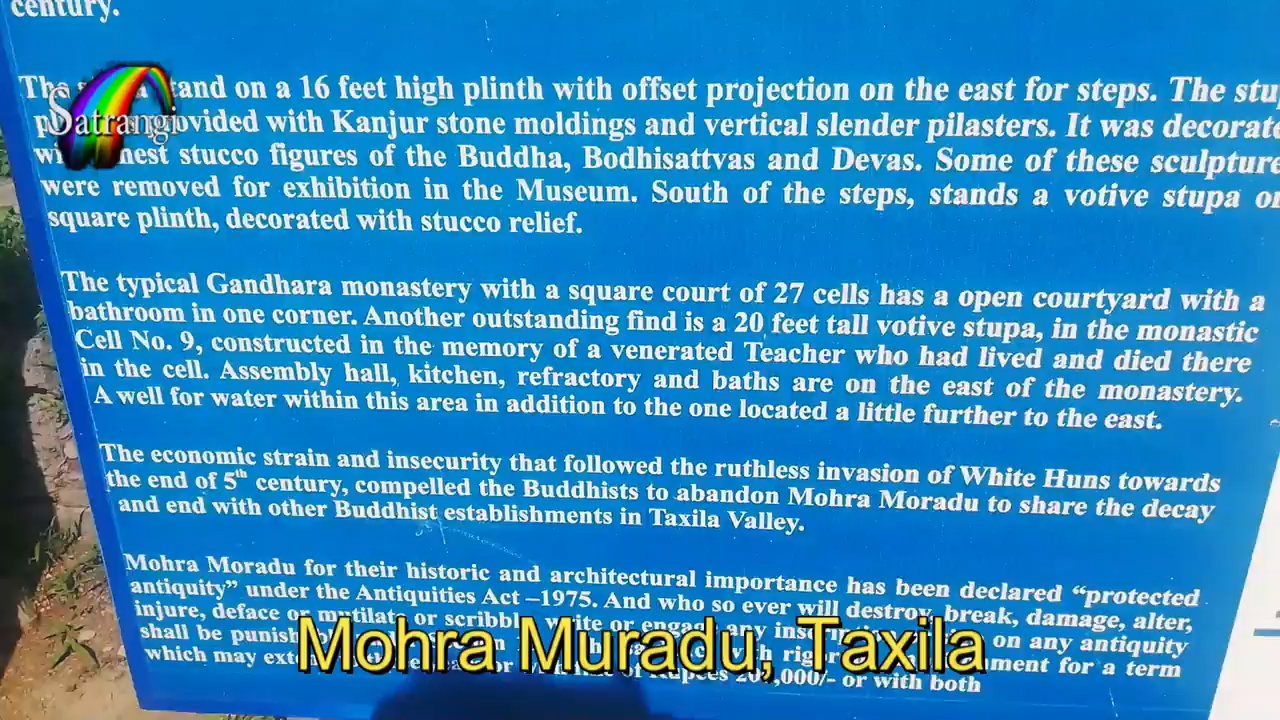 century.
The stand on a 16 feet high plinth with offset projection on the east for steps. The stu
provided with Kanjur stone moldings and vertical slender pilasters. It was decorate
finest stucco figures of the Buddha, Bodhisattvas and Devas. Some of these sculpture
were removed for exhibition in the Museum. South of the steps, stands a votive stupa
square plinth, decorated with stucco relief.
The typical Gandhara monastery with a square court of 27 cells has a open courtyard with a
bathroom in one corner. Another outstanding find is a 20 feet tall votive stupa, in the monastic
Cell No. 9, constructed in the memory of a venerated Teacher who had lived and died there
in the cell. Assembly hall, kitchen, refractory and baths are on the east of the monastery.
A well for water within this area in addition to the one located a little further to the east.
The economic strain and insecurity that followed the ruthless invasion of White Huns towards
the end of 5th century, compelled the Buddhists to abandon Mohra Moradu to share the decay
and end with other Buddhist establishments in Taxila Valley.
Mohra Moradu for their historic and architectural importance has been declared “protected
antiquity” under the Antiquities Act –1975. And who so ever will destroy, break, damage, alter,
injure, deface or mutilate or scribble, write or engage any on any antiquity
shall be punish ment for a term
which may of Rupees ,000/- or with both
Satrangi
Mohra Muradu, Taxila